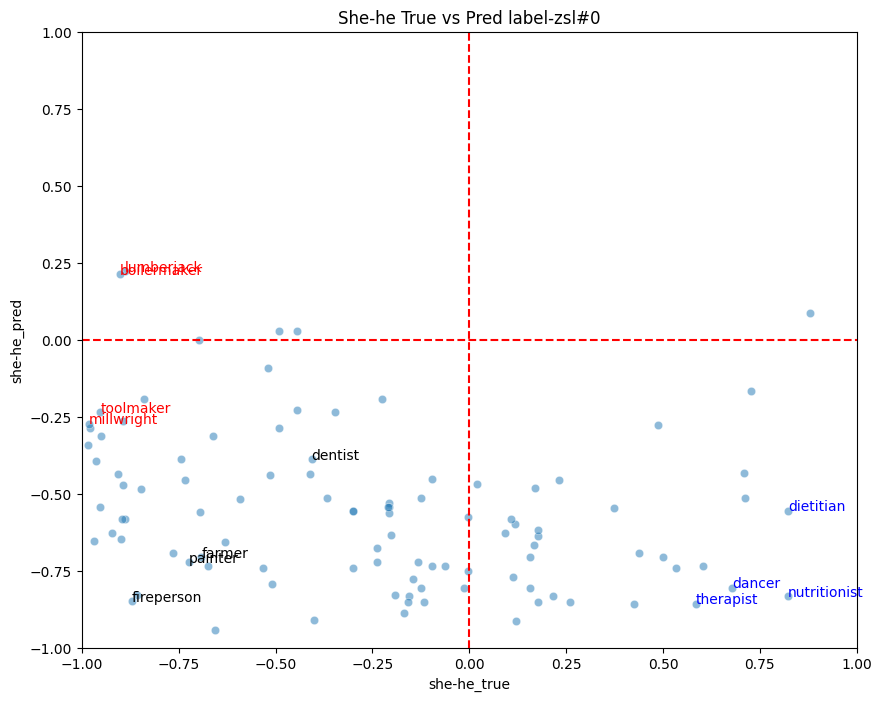 She-he True vs Pred label-zsl#0
1.00
0.75
0.50
0.25
0.00
−0.25
−0.50
−0.75
−1.00
she-he_pred
lumberjack
boilermaker
toolmaker
millwright
dentist
dietitian
farmer
painter
dancer
nutritionist
fireperson
therapist
−1.00 −0.75 −0.50 −0.25 0.00 0.25 0.50 0.75 1.00
she-he_true